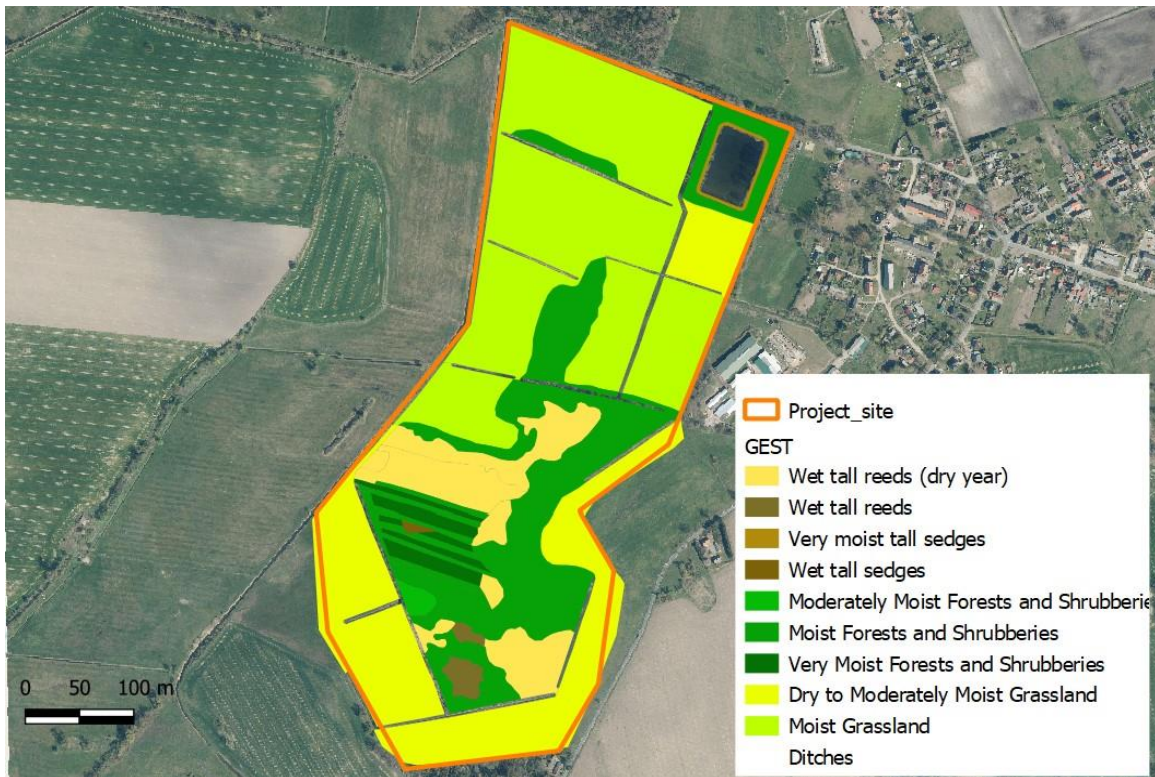 Project_site
GEST
Wet tall reeds (dry year)
Wet tall reeds
Very moist tall sedges
Wet tall sedges
Moderately Moist Forests and Shrubberie
Moist Forests and Shrubberies
Very Moist Forests and Shrubberies
Dry to Moderately Moist Grassland
Moist Grassland
Ditches
0 50 100 m